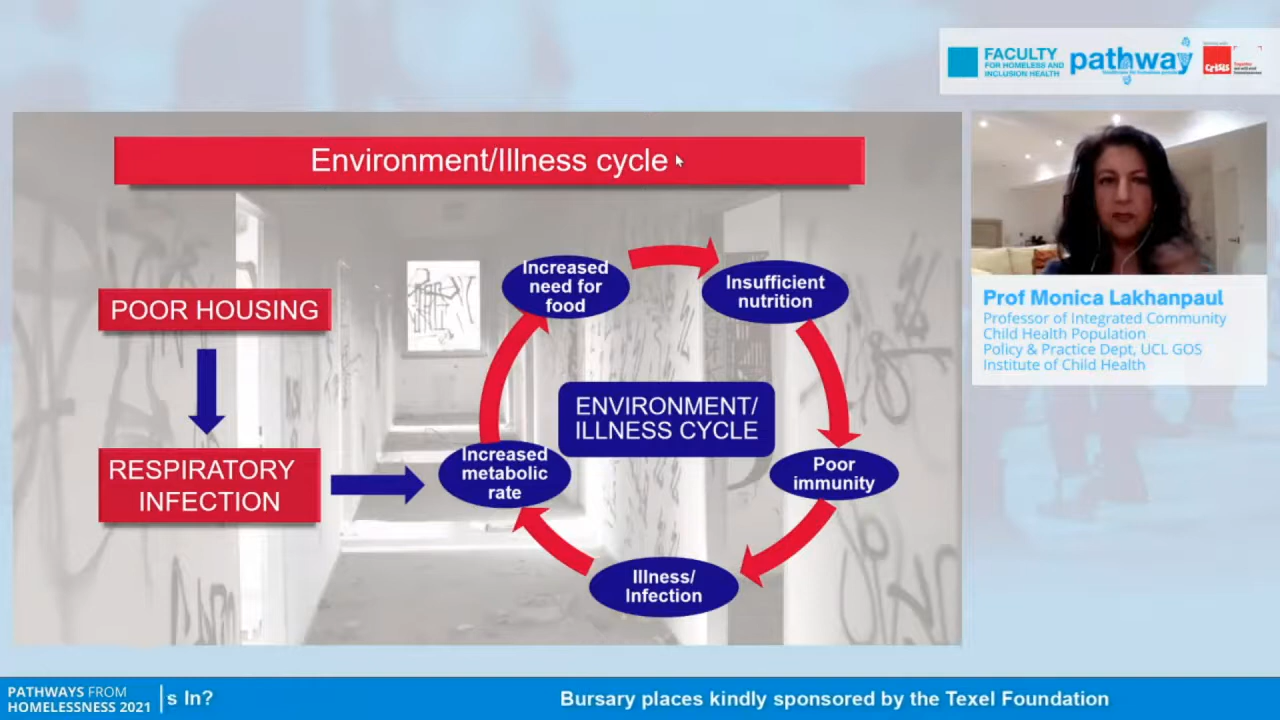 FACULTY
FOR HOMELESS AND
INCLUSION HEALTH
pathway
CRISIS
Environment/Illness cycle
POOR HOUSING
RESPIRATORY
INFECTION
Increased
need for
food
Insufficient
nutrition
ENVIRONMENT/
ILLNESS CYCLE
Increased
metabolic
rate
Poor
immunity
Illness/
Infection
Prof Monica Lakhanpaul
Professor of Integrated Community
Child Health Population
Policy & Practice Dept, UCL GOS
Institute of Child Health
PATHWAYS FROM
HOMELESSNESS 2021
s In?
Bursary places kindly sponsored by the Texel Foundation